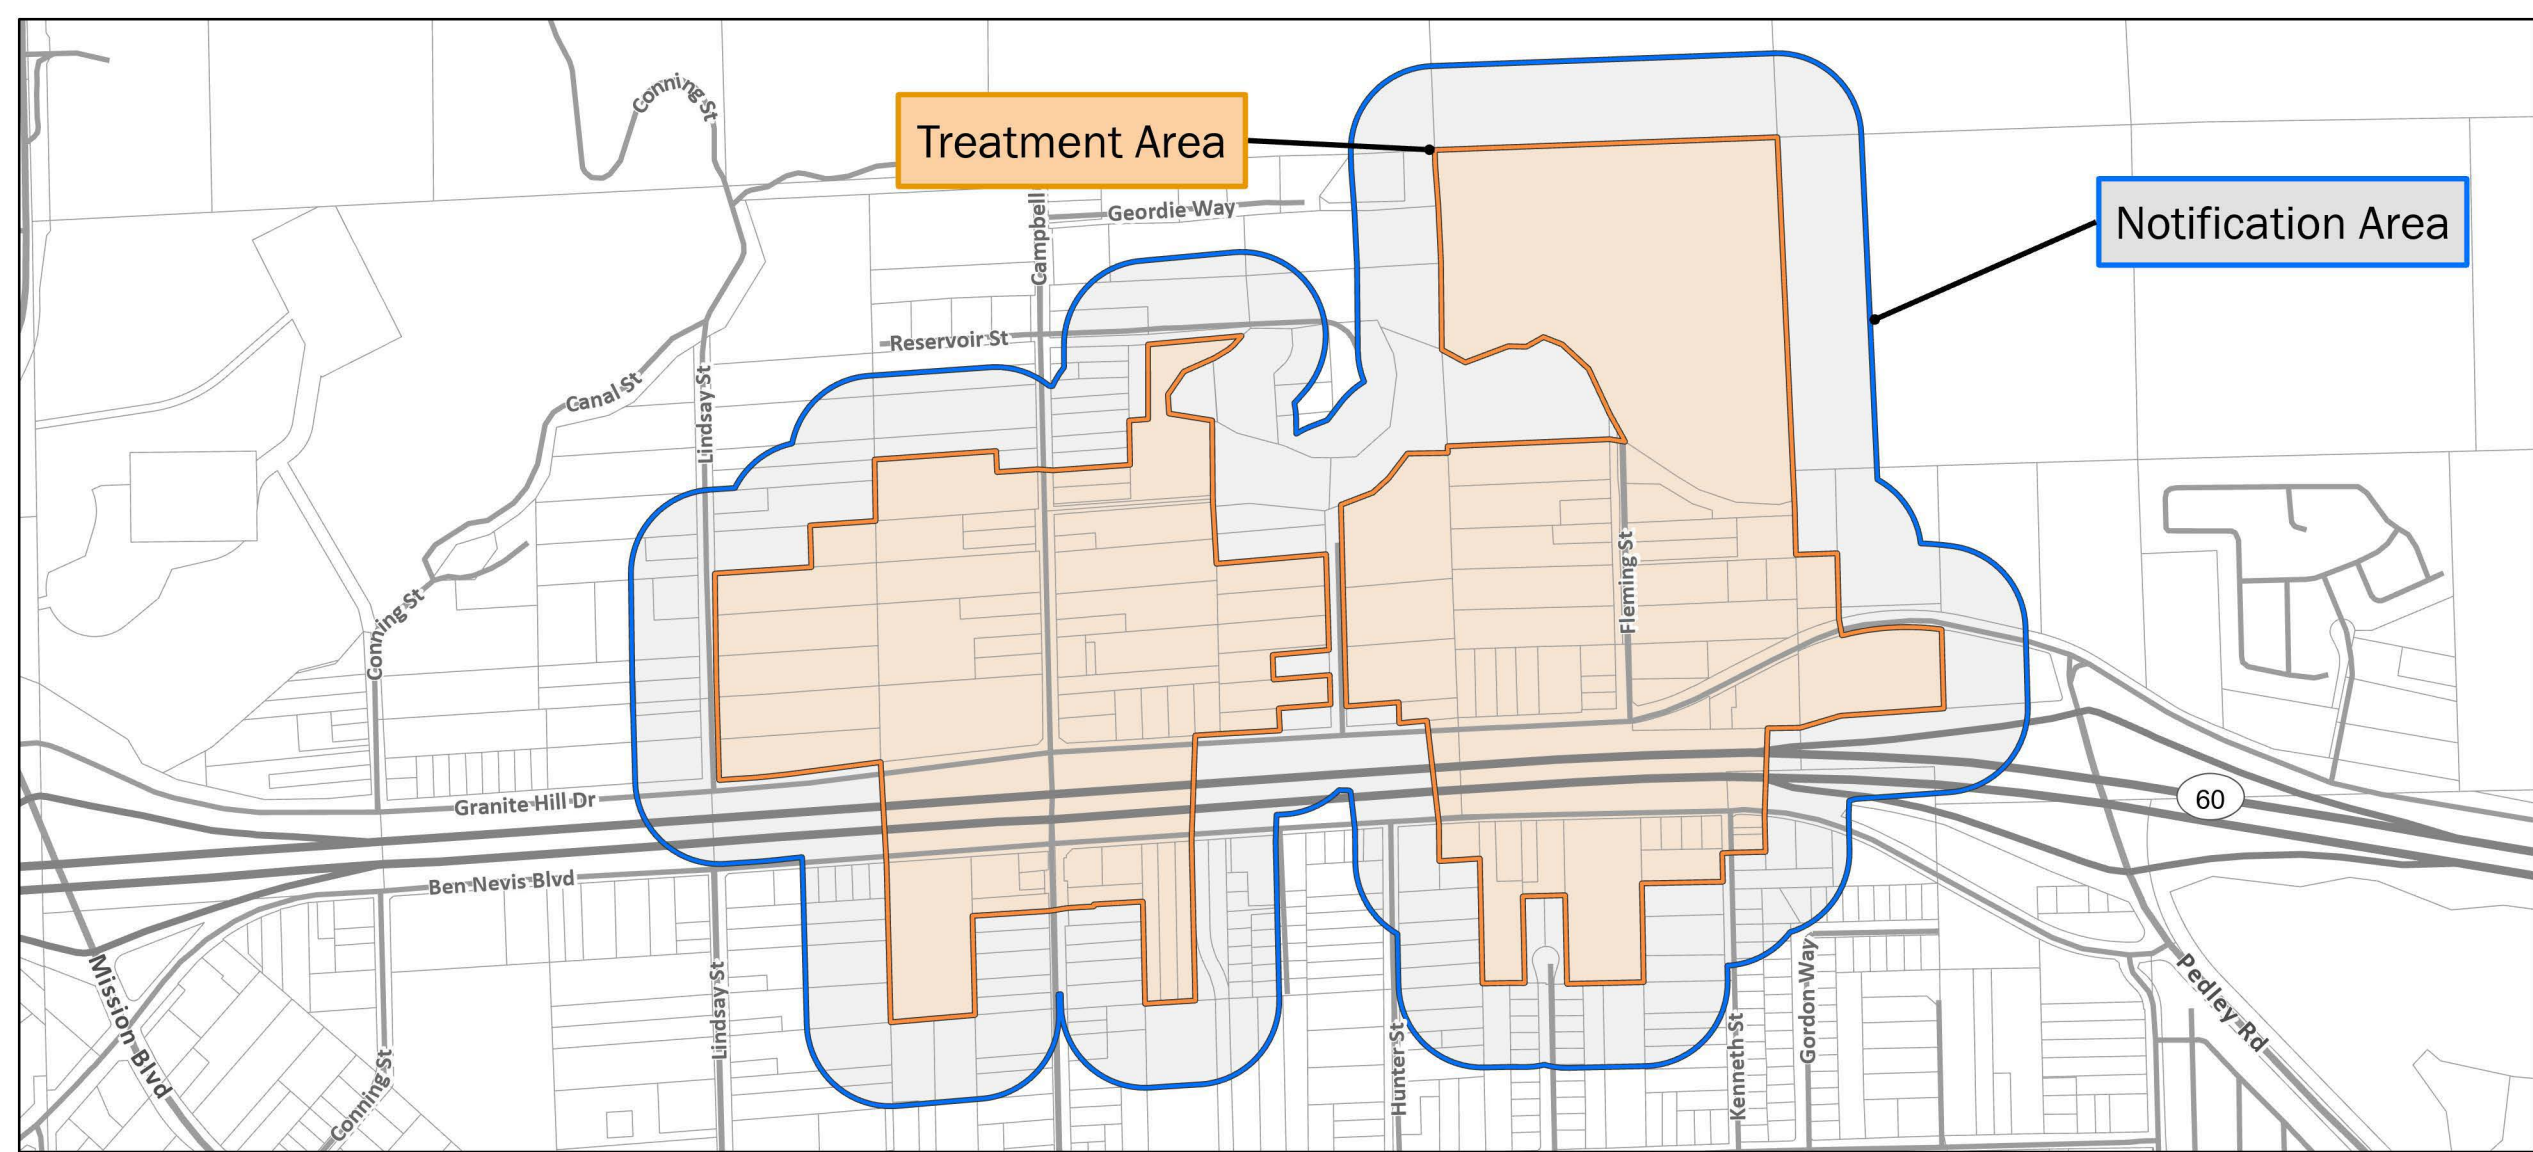 Conning St
Treatment Area
Geordie Way
Campbell
Notification Area
Reservoir St
Canal St
Lindsay St
Fleming St
Conning St
Granite Hill Dr
60
Ben Nevis Blvd
Mission Blvd
Lindsay St
Conning St
Hunter St
Kenneth St
Gordon Way
Pedley Rd